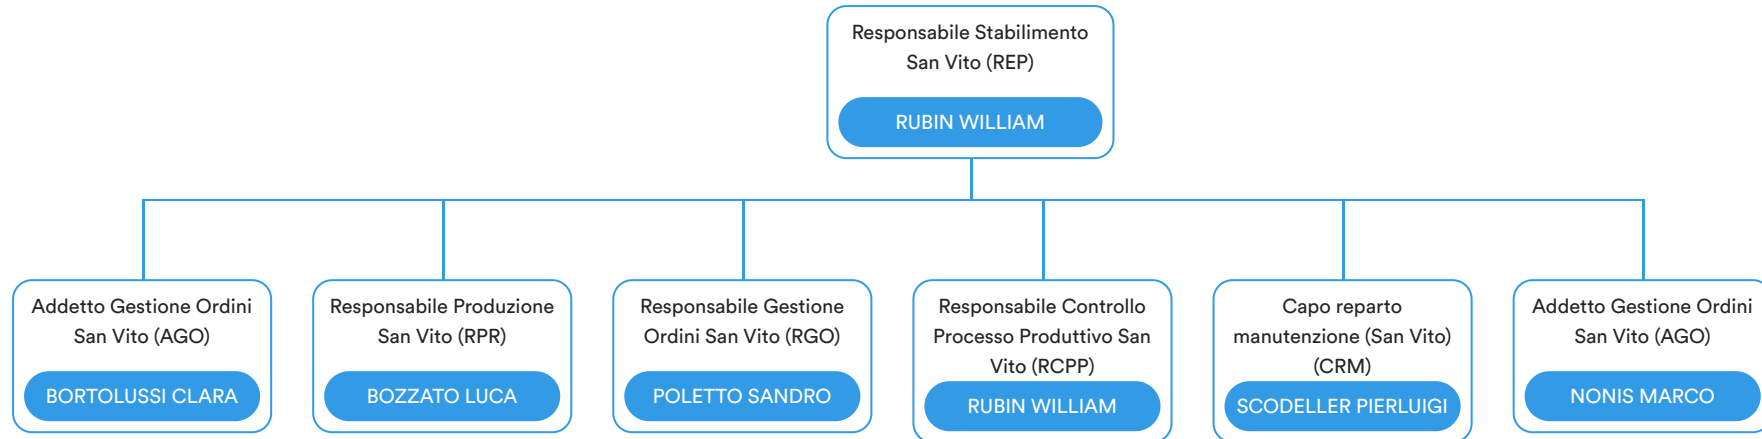 Responsabile Stabilimento
San Vito (REP)
RUBIN WILLIAM
Addetto Gestione Ordini
San Vito (AGO)
BORTOLUSSI CLARA
Responsabile Produzione
San Vito (RPR)
BOZZATO LUCA
Responsabile Gestione
Ordini San Vito (RGO)
POLETTO SANDRO
Responsabile Controllo
Processo Produttivo San
Vito (RCPP)
RUBIN WILLIAM
Capo reparto
manutenzione (San Vito)
(CRM)
SCODELLER PIERLUIGI
Addetto Gestione Ordini
San Vito (AGO)
NONIS MARCO